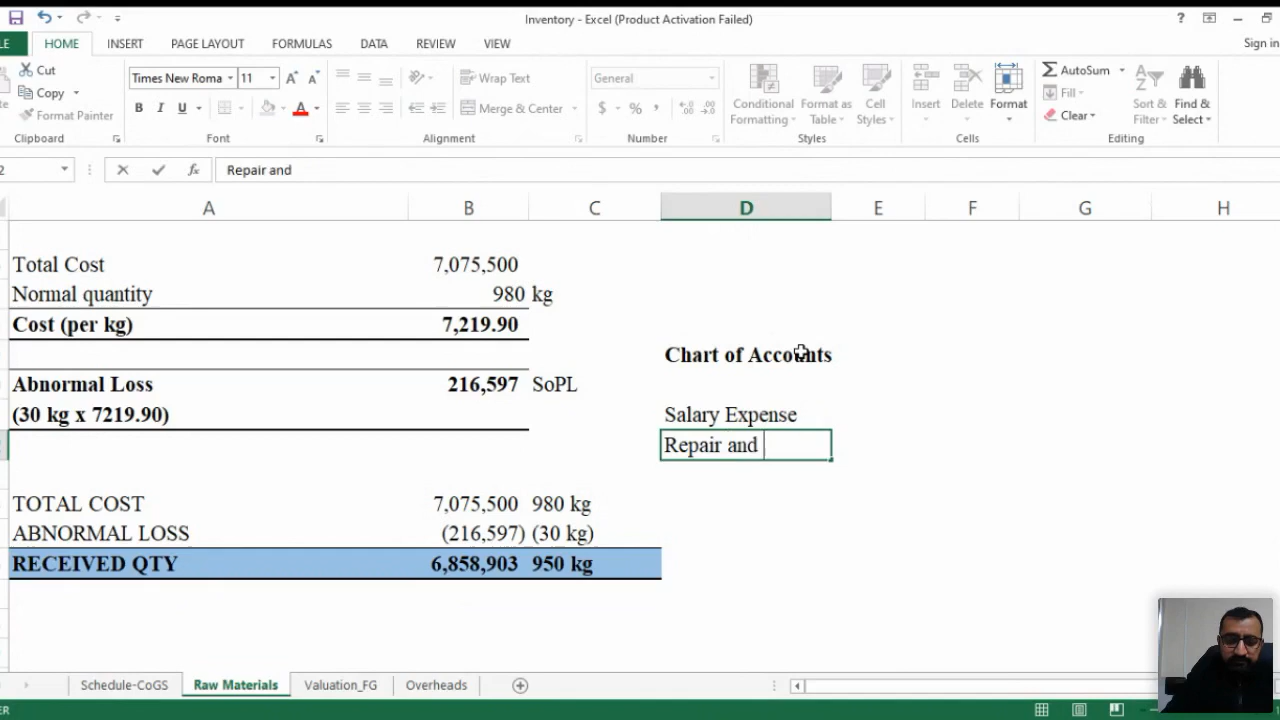 Inventory - Excel (Product Activation Failed)
?
LE HOME INSERT PAGE LAYOUT FORMULAS DATA REVIEW VIEW Sign in
Cut
Copy
Format Painter
Clipboard
Times New Roma 11
B I U
Font
Wrap Text
Merge & Center
Alignment
General
$ % ,
Number
Conditional Formatting
Format as Table
Cell Styles
Styles
Insert Delete Format
Cells
AutoSum
Fill
Clear
Sort & Filter
Find & Select
Editing
2 fx Repair and
A B C D E F G H
Total Cost 7,075,500
Normal quantity 980 kg
Cost (per kg) 7,219.90
Chart of Accounts
Abnormal Loss 216,597 SoPL
(30 kg x 7219.90) Salary Expense
Repair and
TOTAL COST 7,075,500 980 kg
ABNORMAL LOSS (216,597) (30 kg)
RECEIVED QTY 6,858,903 950 kg
Schedule-CoGS Raw Materials Valuation_FG Overheads
ER